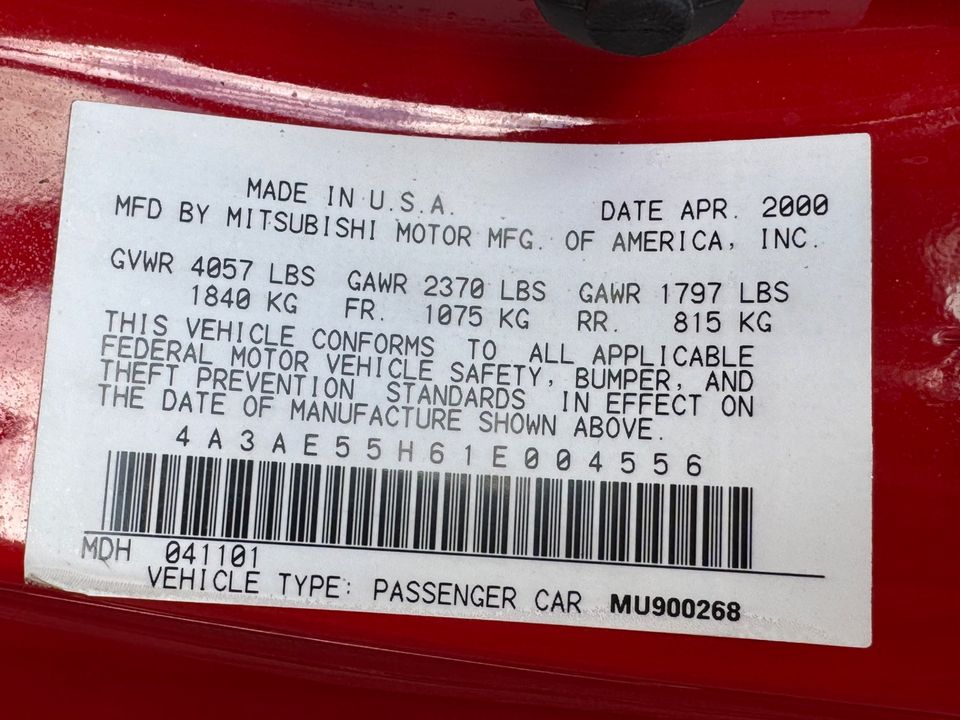 MADE IN U.S.A. DATE APR. 2000
MFD BY MITSUBISHI MOTOR MFG. OF AMERICA, INC.
GVWR 4057 LBS GAWR 2370 LBS GAWR 1797 LBS
1840 KG FR. 1075 KG RR. 815 KG
THIS VEHICLE CONFORMS TO ALL APPLICABLE
FEDERAL MOTOR VEHICLE SAFETY, BUMPER, AND
THEFT PREVENTION STANDARDS IN EFFECT ON
THE DATE OF MANUFACTURE SHOWN ABOVE.
4A3AE55H61E004556
MDH 041101
VEHICLE TYPE: PASSENGER CAR MU900268